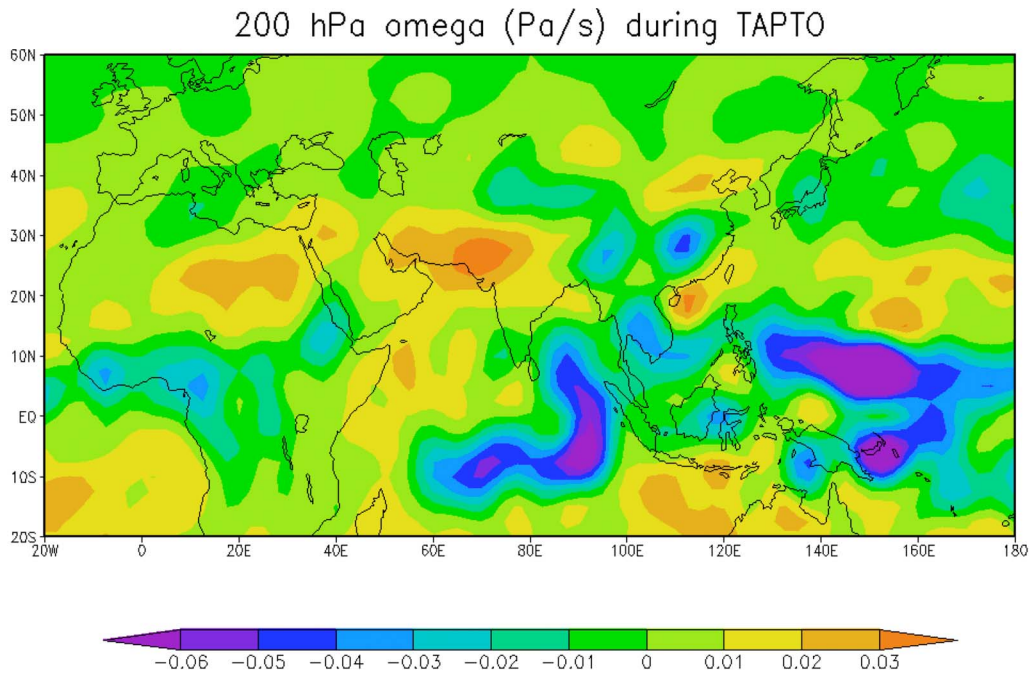 200 hPa omega (Pa/s) during TAPTO
60N
50N
40N
30N
20N
10N
EQ
10S
20S
20W 0 20E 40E 60E 80E 100E 120E 140E 160E 180
-0.06 -0.05 -0.04 -0.03 -0.02 -0.01 0 0.01 0.02 0.03